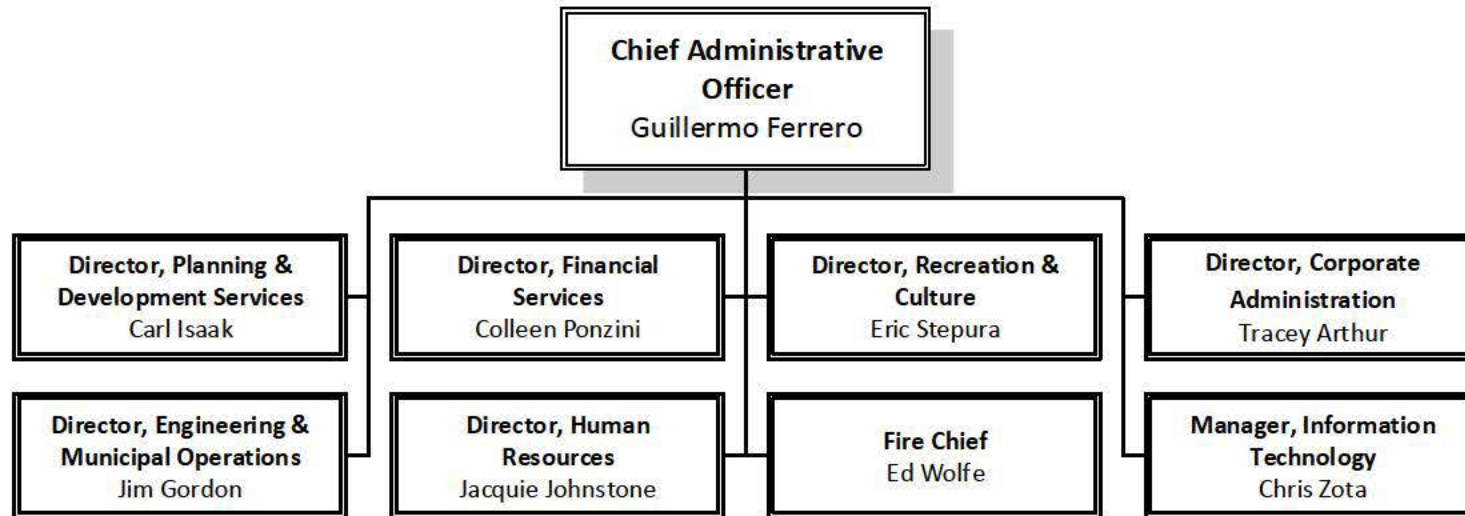 Chief Administrative
Officer
Guillermo Ferrero
Director, Planning &
Development Services
Carl Isaak
Director, Financial
Services
Colleen Ponzini
Director, Recreation &
Culture
Eric Stepura
Director, Corporate
Administration
Tracey Arthur
Director, Engineering &
Municipal Operations
Jim Gordon
Director, Human
Resources
Jacquie Johnstone
Fire Chief
Ed Wolfe
Manager, Information
Technology
Chris Zota